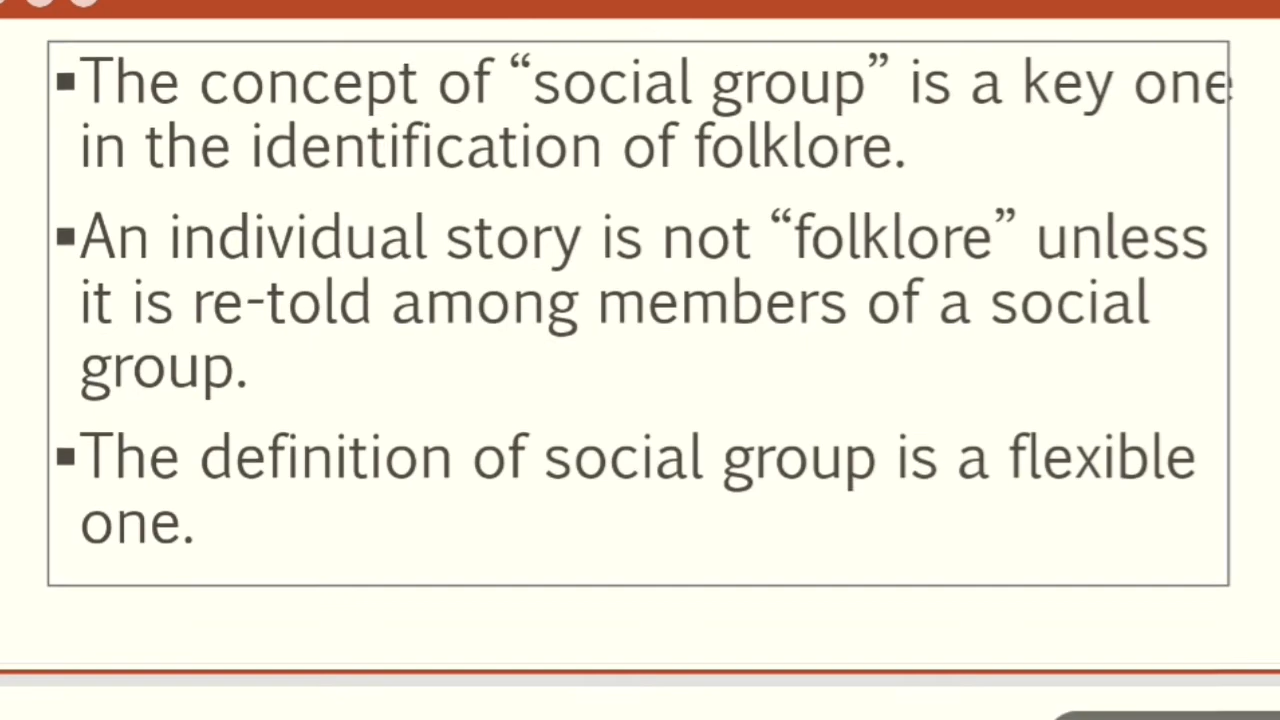 ▪The concept of “social group” is a key one
in the identification of folklore.
▪An individual story is not “folklore” unless
it is re-told among members of a social
group.
▪The definition of social group is a flexible
one.